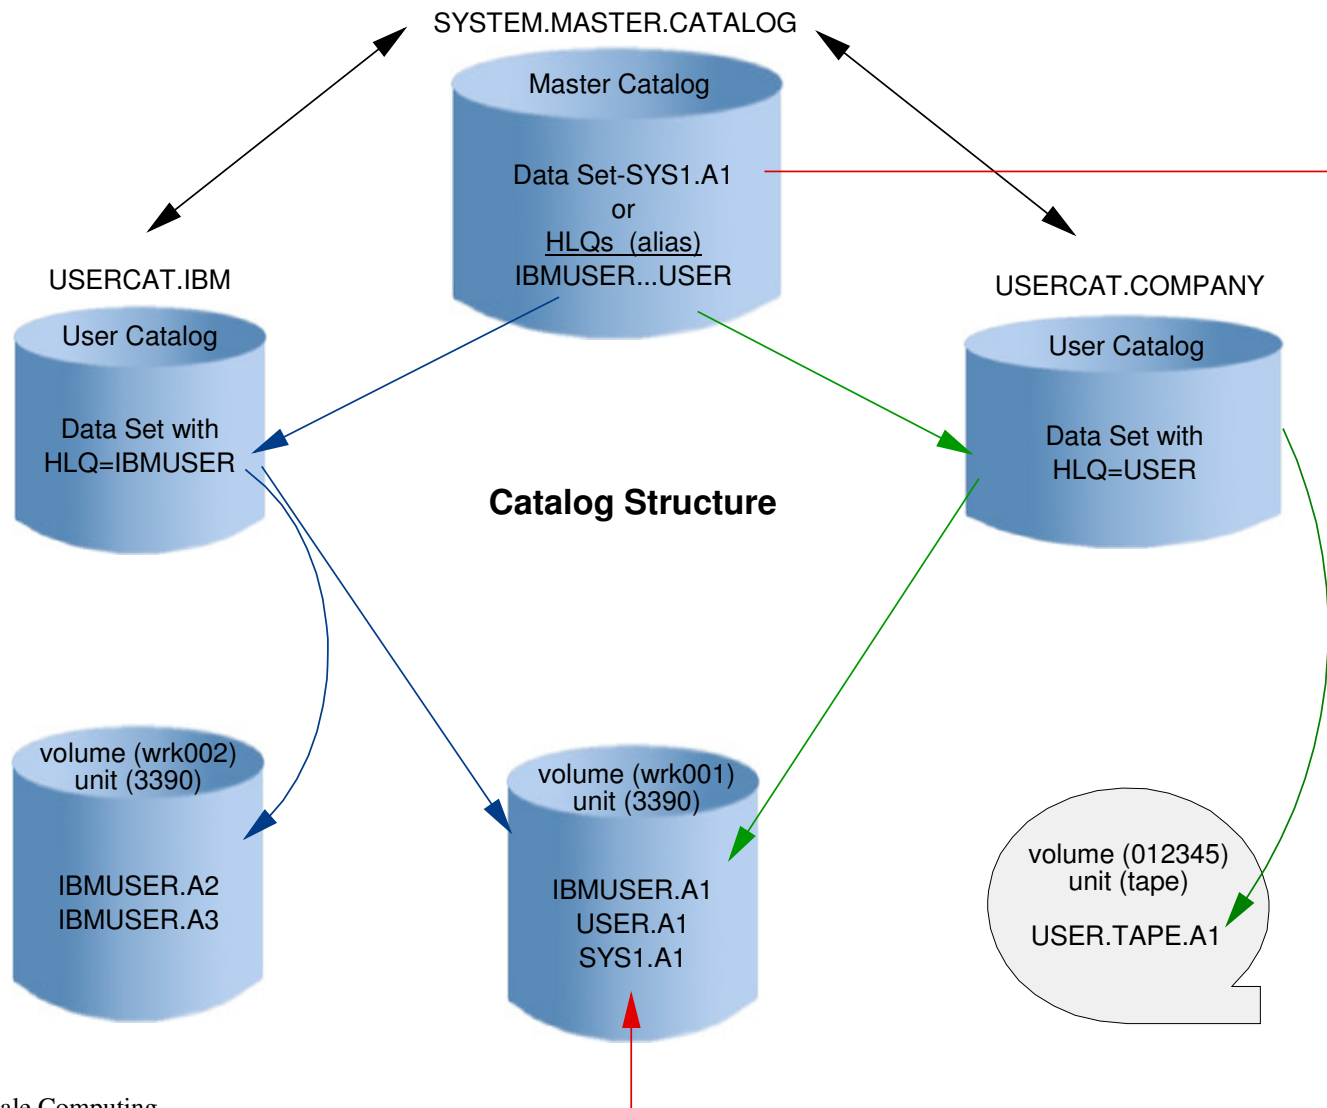 SYSTEM.MASTER.CATALOG
Master Catalog
Data Set-SYS1.A1
or
HLQs (alias)
IBMUSER...USER
USERCAT.IBM
User Catalog
Data Set with
HLQ=IBMUSER
USERCAT.COMPANY
User Catalog
Data Set with
HLQ=USER
Catalog Structure
volume (wrk002)
unit (3390)
IBMUSER.A2
IBMUSER.A3
volume (wrk001)
unit (3390)
IBMUSER.A1
USER.A1
SYS1.A1
volume (012345)
unit (tape)
USER.TAPE.A1
ale Computing